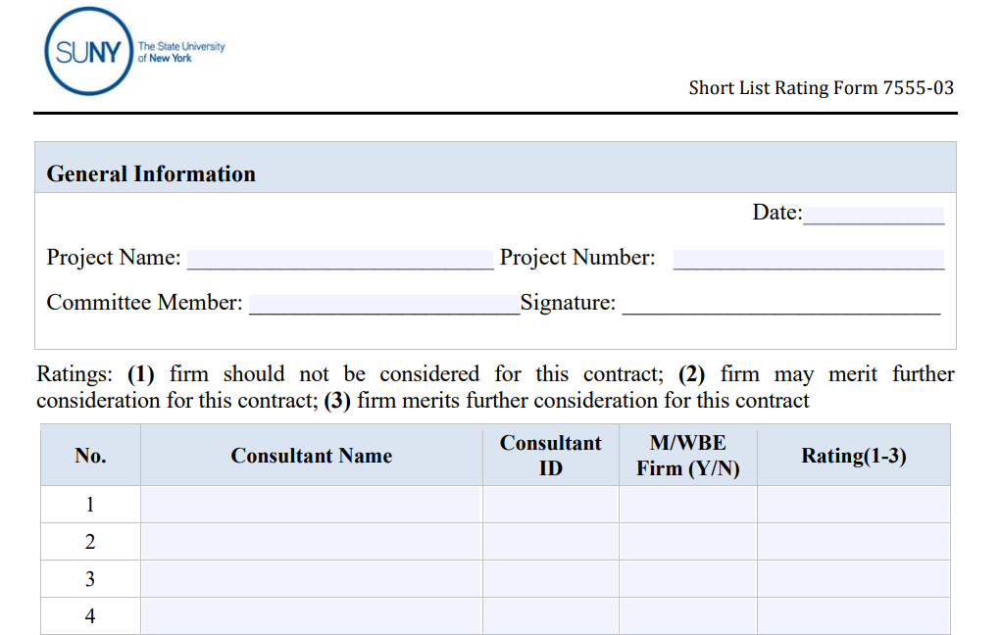 SUNY
The State University
of New York
Short List Rating Form 7555-03
General Information
Date:
Project Name: Project Number:
Committee Member: Signature:
Ratings: (1) firm should not be considered for this contract; (2) firm may merit further
consideration for this contract; (3) firm merits further consideration for this contract
No. Consultant Name Consultant ID M/WBE Firm (Y/N) Rating(1-3)
1
2
3
4